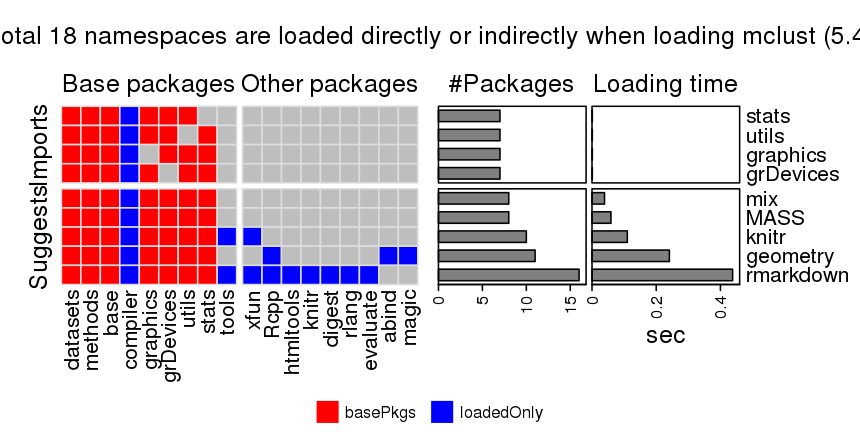 otal 18 namespaces are loaded directly or indirectly when loading mclust (5.4
Base packages Other packages #Packages Loading time
Imports
stats
utils
graphics
grDevices
Suggests
mix
MASS
knitr
geometry
rmarkdown
datasets methods base compiler graphics grDevices utils stats tools xfun Rcpp htmltools knitr digest rlang evaluate abind magic
0 5 10 15 0 0.2 0.4
sec
basePkgs loadedOnly